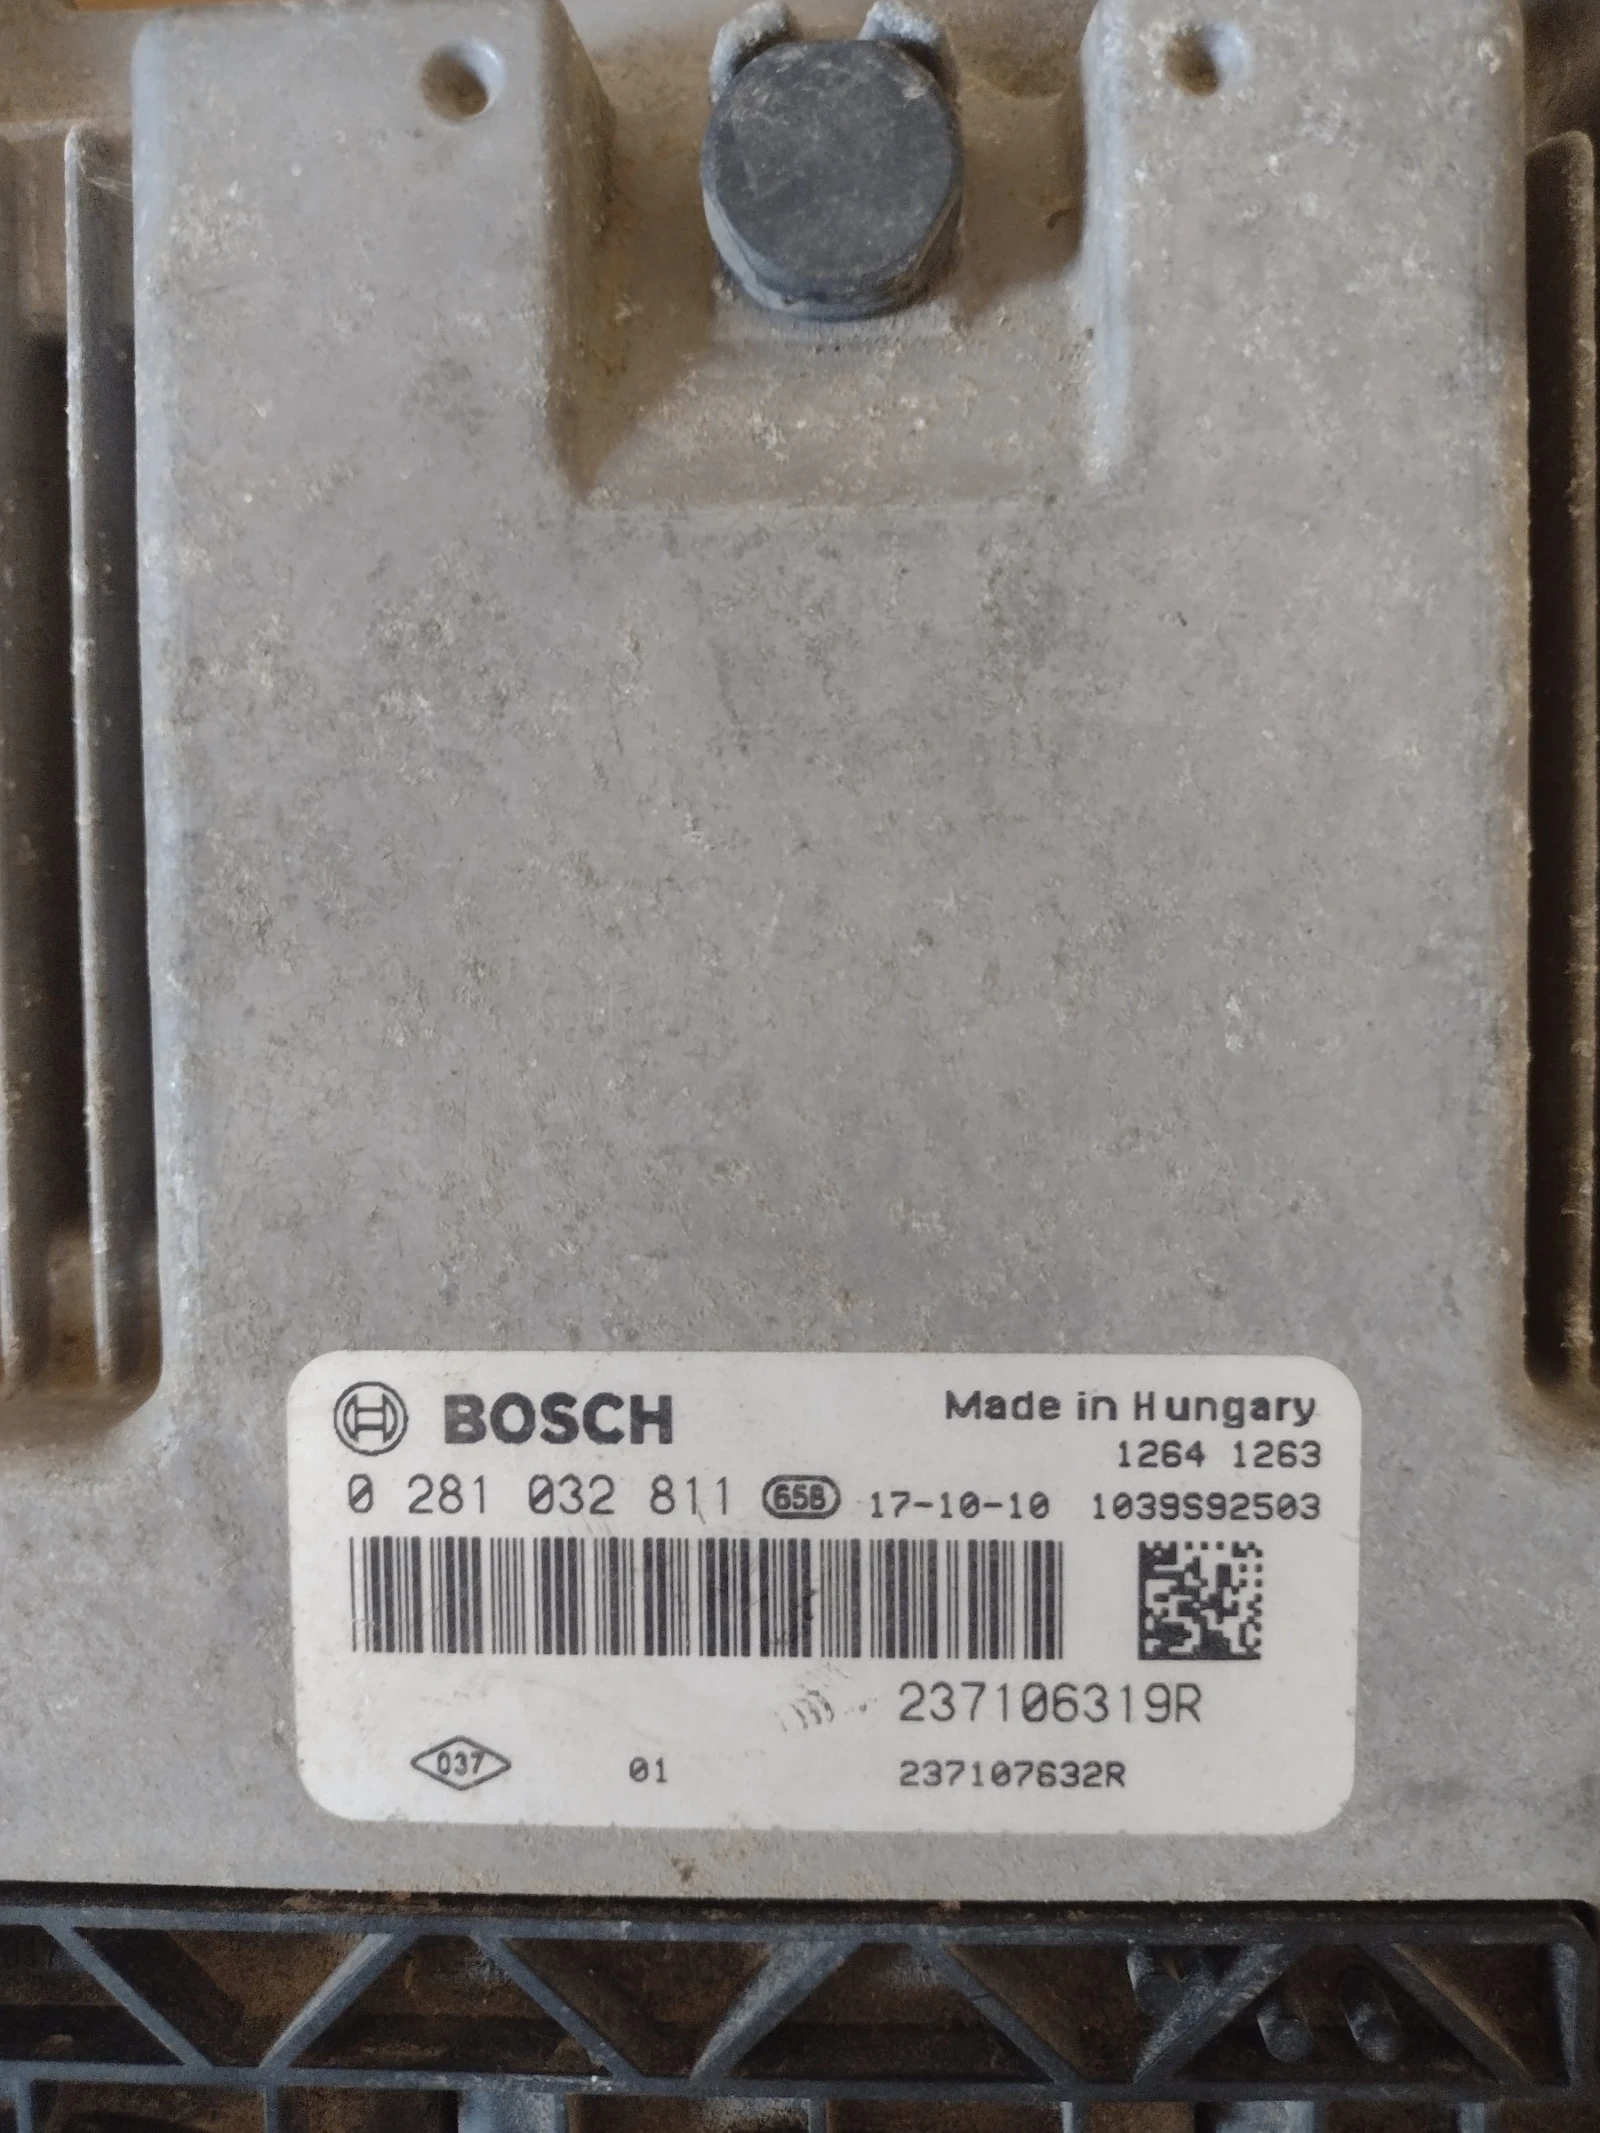 BOSCH Made in Hungary
1264 1263
0 281 032 811 658 17-10-10 1039S92503
237106319R
037 01 237107632R